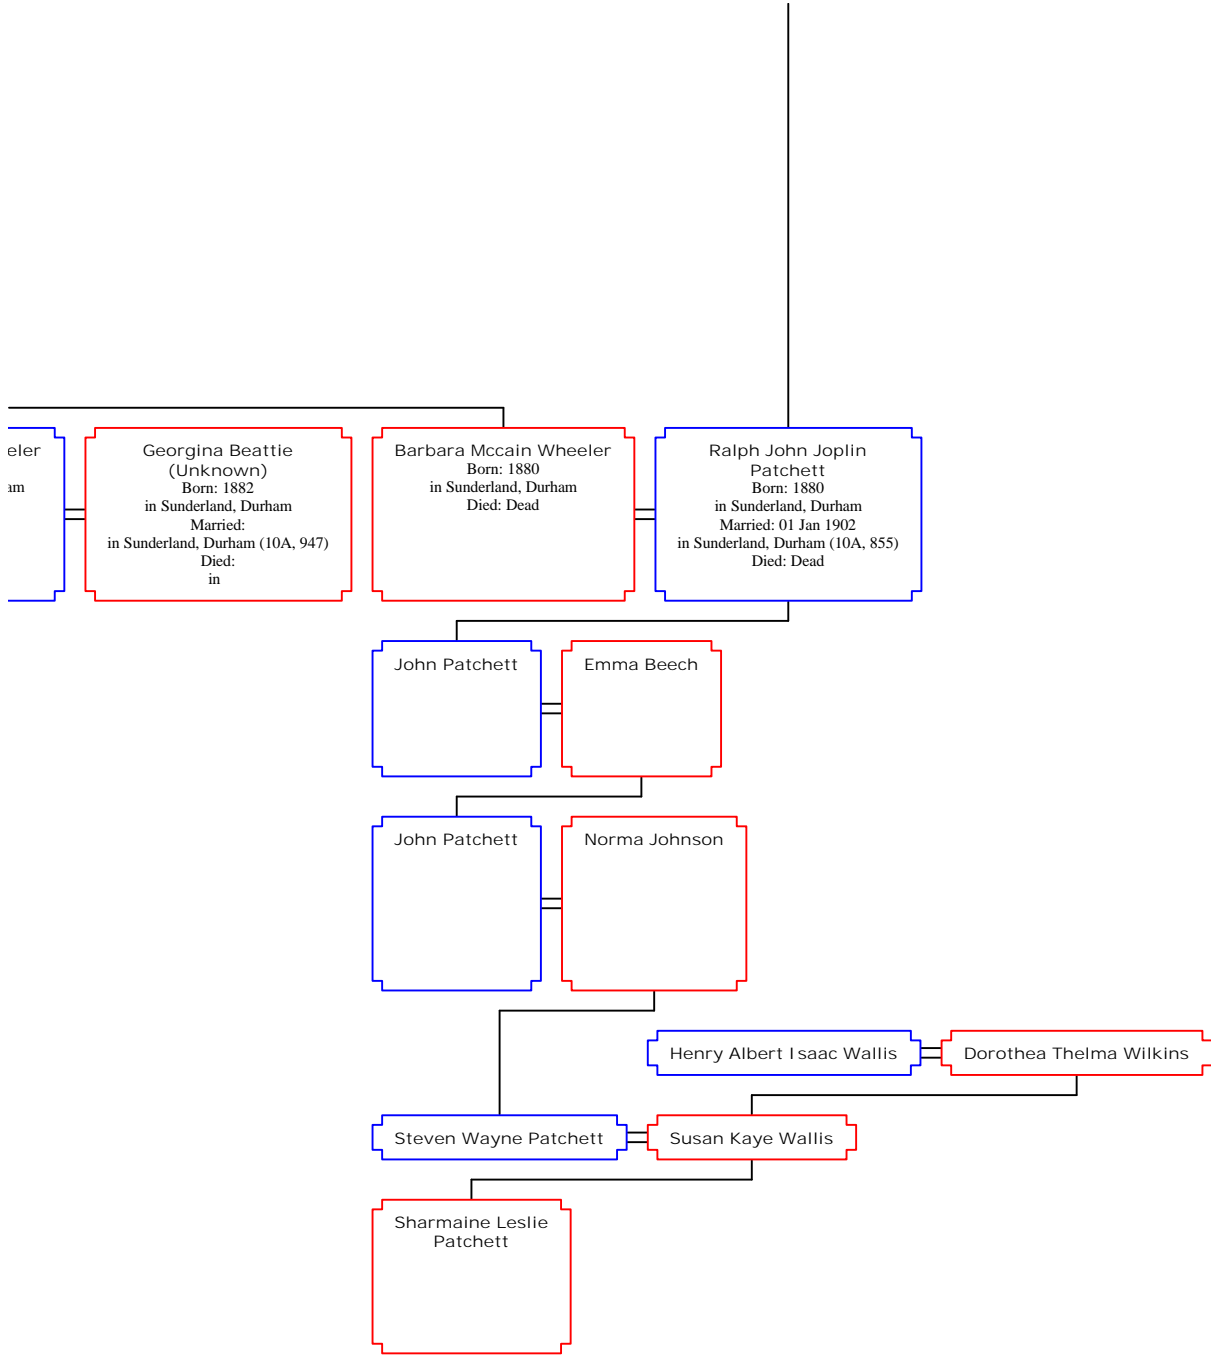 eler
am
Georgina Beattie
(Unknown)
Born: 1882
in Sunderland, Durham
Married:
in Sunderland, Durham (10A, 947)
Died:
in
Barbara Mccain Wheeler
Born: 1880
in Sunderland, Durham
Died: Dead
Ralph John Joplin
Patchett
Born: 1880
in Sunderland, Durham
Married: 01 Jan 1902
in Sunderland, Durham (10A, 855)
Died: Dead
John Patchett
Emma Beech
John Patchett
Norma Johnson
Henry Albert Isaac Wallis
Dorothea Thelma Wilkins
Steven Wayne Patchett
Susan Kaye Wallis
Sharmaine Leslie
Patchett